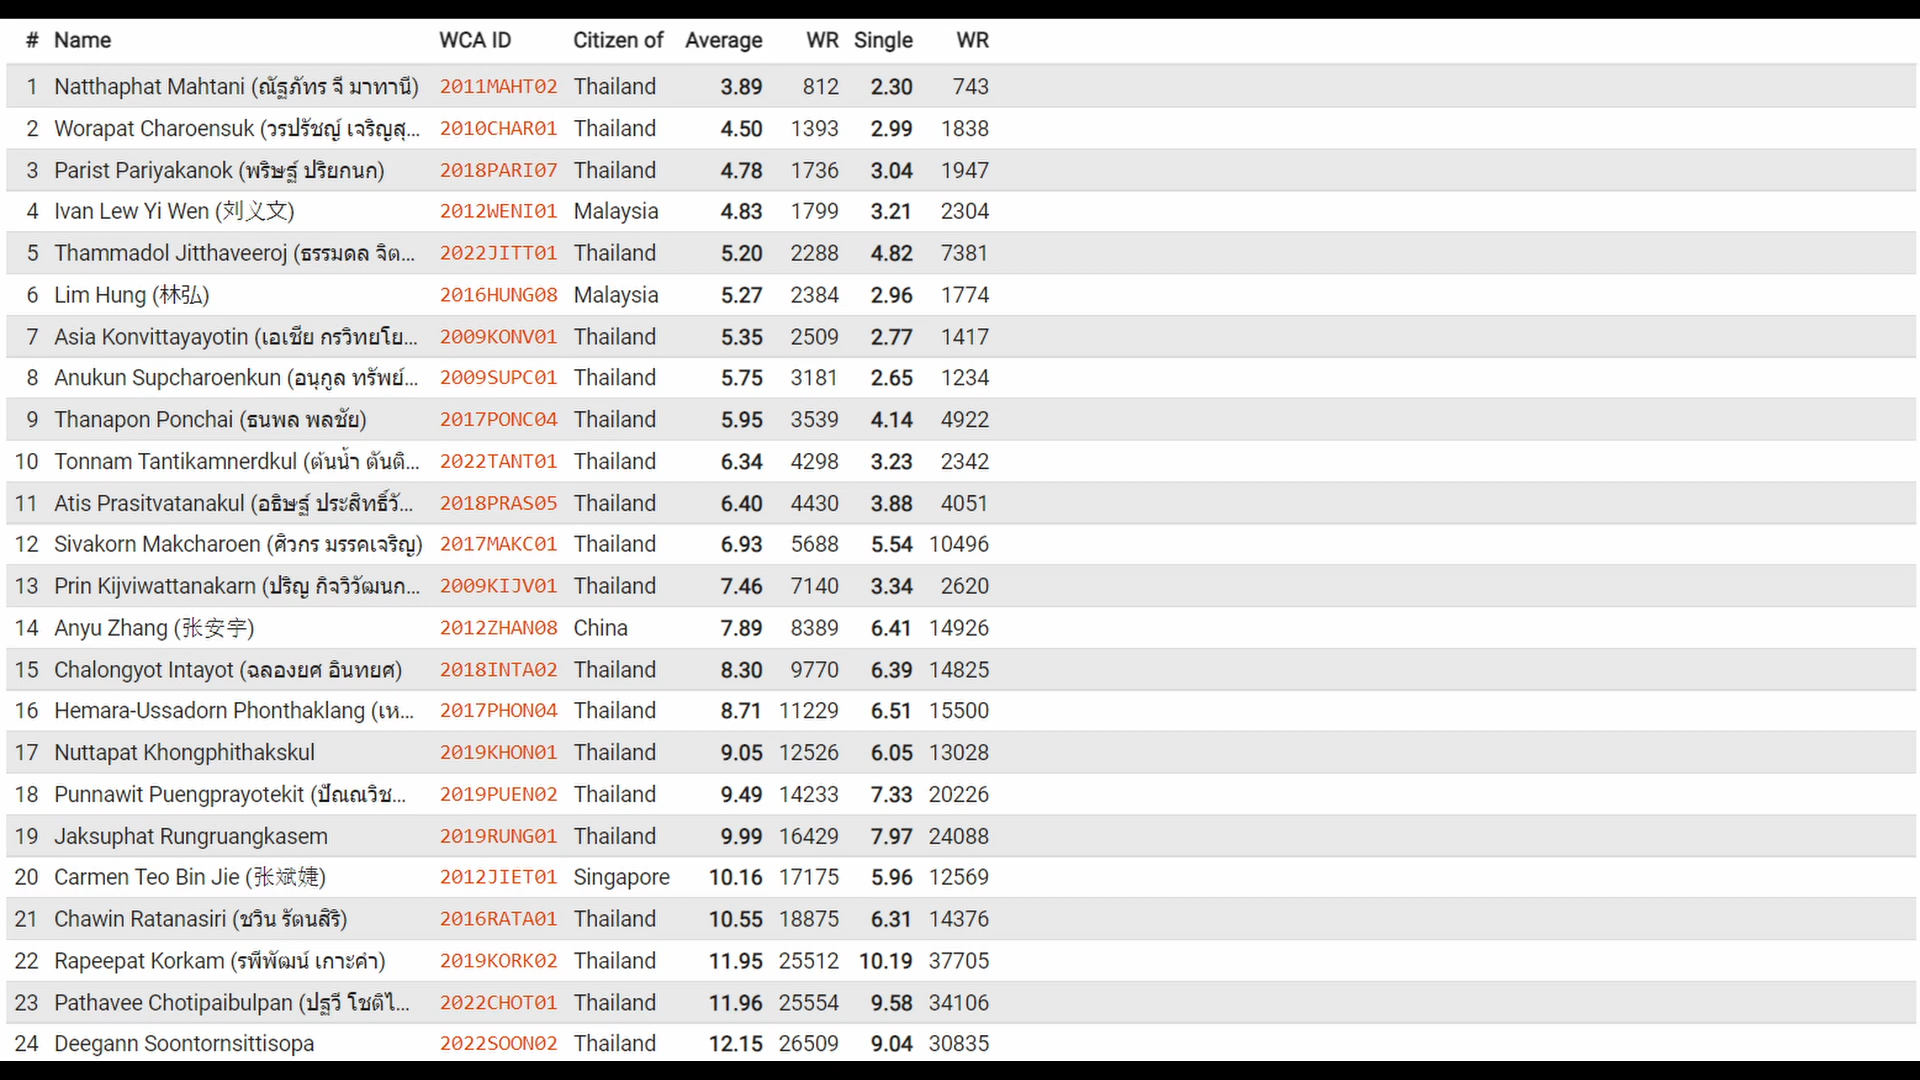 # Name WCA ID Citizen of Average WR Single WR
1 Natthaphat Mahtani (ณัฐภัทร จี มาทานี) 2011MAHT02 Thailand 3.89 812 2.30 743
2 Worapat Charoensuk (วรปรัชญ์ เจริญสุ... 2010CHAR01 Thailand 4.50 1393 2.99 1838
3 Parist Pariyakanok (พริษฐ์ ปริยกนก) 2018PARI07 Thailand 4.78 1736 3.04 1947
4 Ivan Lew Yi Wen (刘义文) 2012WENI01 Malaysia 4.83 1799 3.21 2304
5 Thammadol Jitthaveeroj (ธรรมดล จิต... 2022JITT01 Thailand 5.20 2288 4.82 7381
6 Lim Hung (林弘) 2016HUNG08 Malaysia 5.27 2384 2.96 1774
7 Asia Konvittayayotin (เอเชีย กรวิทยโย... 2009KONV01 Thailand 5.35 2509 2.77 1417
8 Anukun Supcharoenkun (อนุกูล ทรัพย์... 2009SUPC01 Thailand 5.75 3181 2.65 1234
9 Thanapon Ponchai (ธนพล พลชัย) 2017PONC04 Thailand 5.95 3539 4.14 4922
10 Tonnam Tantikamnerdkul (ต้นน้ำ ตันติ... 2022TANT01 Thailand 6.34 4298 3.23 2342
11 Atis Prasitvatanakul (อธิษฐ์ ประสิทธิ์วั... 2018PRAS05 Thailand 6.40 4430 3.88 4051
12 Sivakorn Makcharoen (ศิวกร มรรคเจริญ) 2017MAKC01 Thailand 6.93 5688 5.54 10496
13 Prin Kijviwattanakarn (ปริญ กิจวิวัฒนก... 2009KIJV01 Thailand 7.46 7140 3.34 2620
14 Anyu Zhang (张安宇) 2012ZHAN08 China 7.89 8389 6.41 14926
15 Chalongyot Intayot (ฉลองยศ อินทยศ) 2018INTA02 Thailand 8.30 9770 6.39 14825
16 Hemara-Ussadorn Phonthaklang (เห... 2017PHON04 Thailand 8.71 11229 6.51 15500
17 Nuttapat Khongphithakskul 2019KHON01 Thailand 9.05 12526 6.05 13028
18 Punnawit Puengprayotekit (ปัณณวิช... 2019PUEN02 Thailand 9.49 14233 7.33 20226
19 Jaksuphat Rungruangkasem 2019RUNG01 Thailand 9.99 16429 7.97 24088
20 Carmen Teo Bin Jie (张斌婕) 2012JIET01 Singapore 10.16 17175 5.96 12569
21 Chawin Ratanasiri (ชวิน รัตนสิริ) 2016RATA01 Thailand 10.55 18875 6.31 14376
22 Rapeepat Korkam (รพีพัฒน์ เกาะคำ) 2019KORK02 Thailand 11.95 25512 10.19 37705
23 Pathavee Chotipaibulpan (ปฐวี โชติไ... 2022CHOT01 Thailand 11.96 25554 9.58 34106
24 Deegann Soontornsittisopa 2022SOON02 Thailand 12.15 26509 9.04 30835